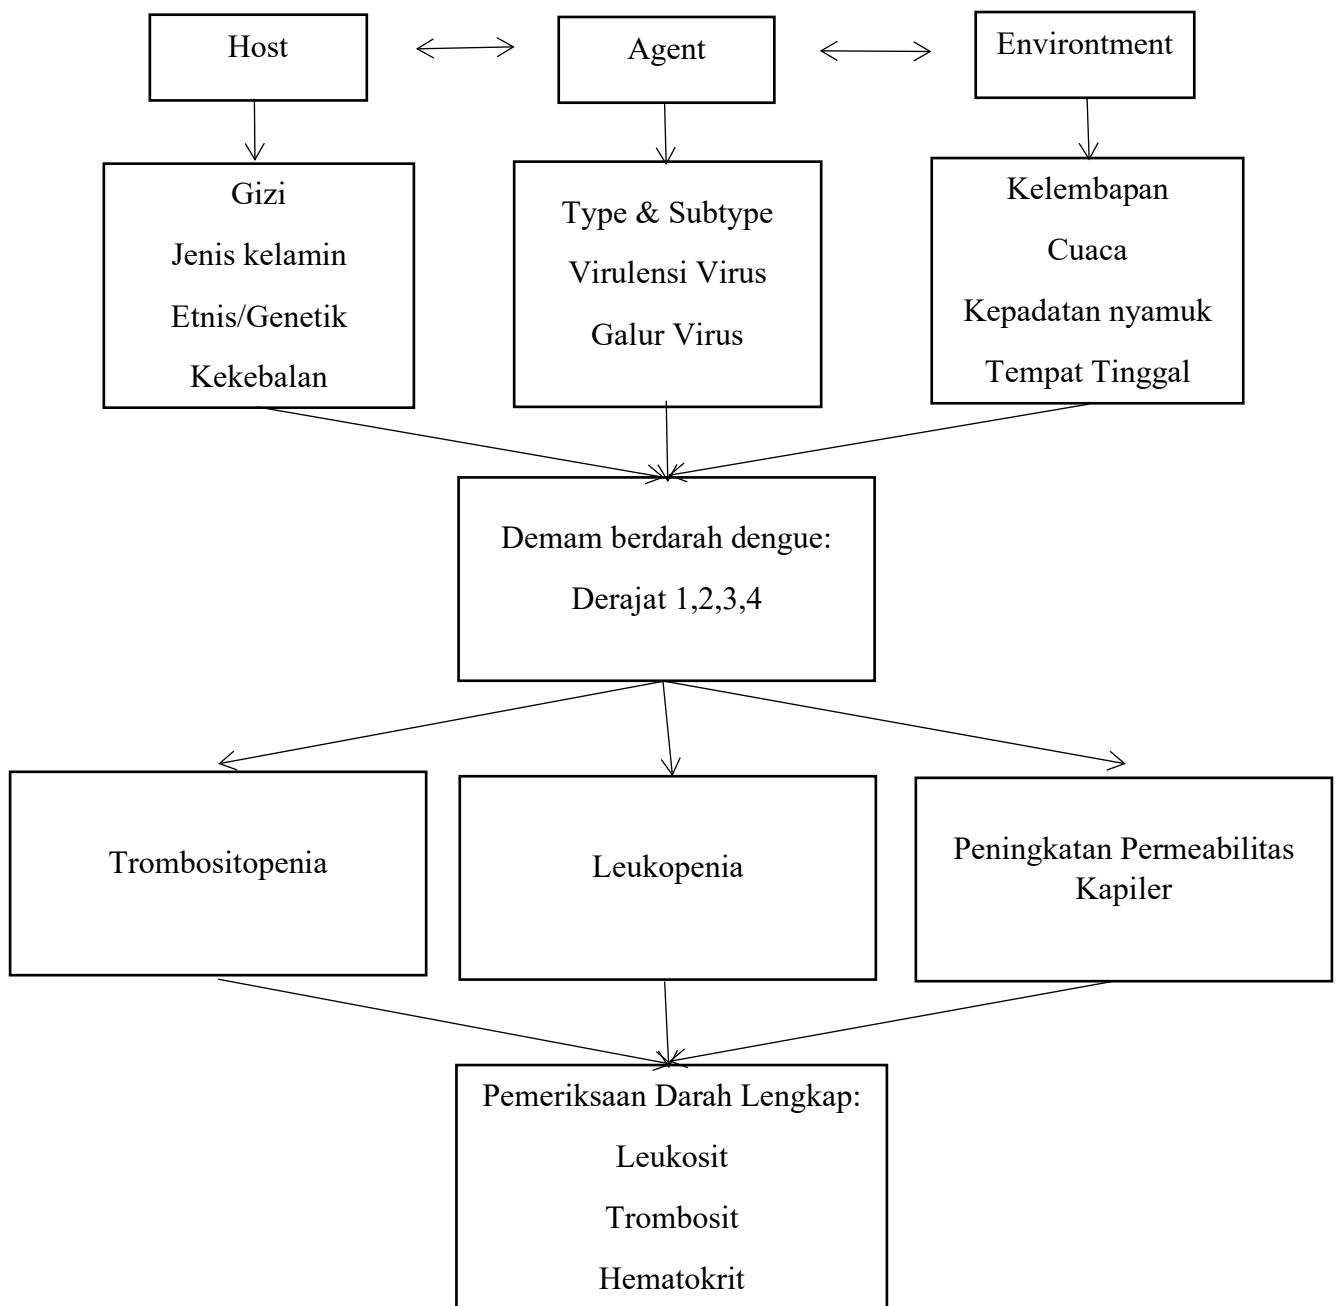 Host
Agent
Environtment
Gizi
Jenis kelamin
Etnis/Genetik
Kekebalan
Type & Subtype
Virulensi Virus
Galur Virus
Kelembapan
Cuaca
Kepadatan nyamuk
Tempat Tinggal
Demam berdarah dengue:
Derajat 1,2,3,4
Trombositopenia
Leukopenia
Peningkatan Permeabilitas
Kapiler
Pemeriksaan Darah Lengkap:
Leukosit
Trombosit
Hematokrit